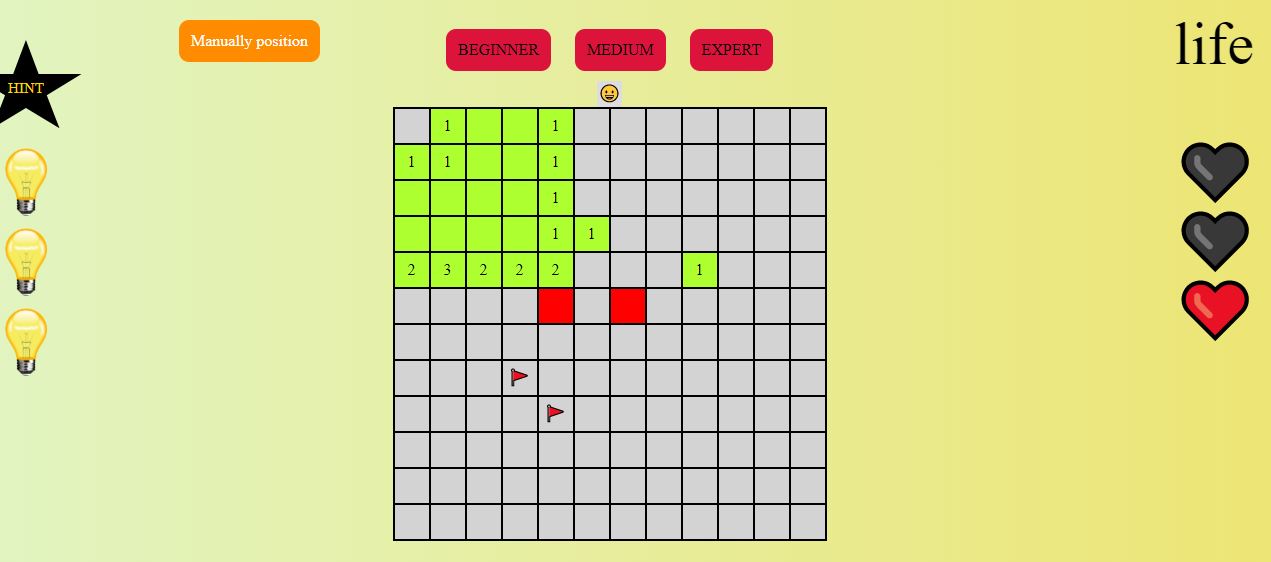 life
Manually position
BEGINNER MEDIUM EXPERT
HINT
1 1
1 1 1
1
1 1
2 3 2 2 2 1